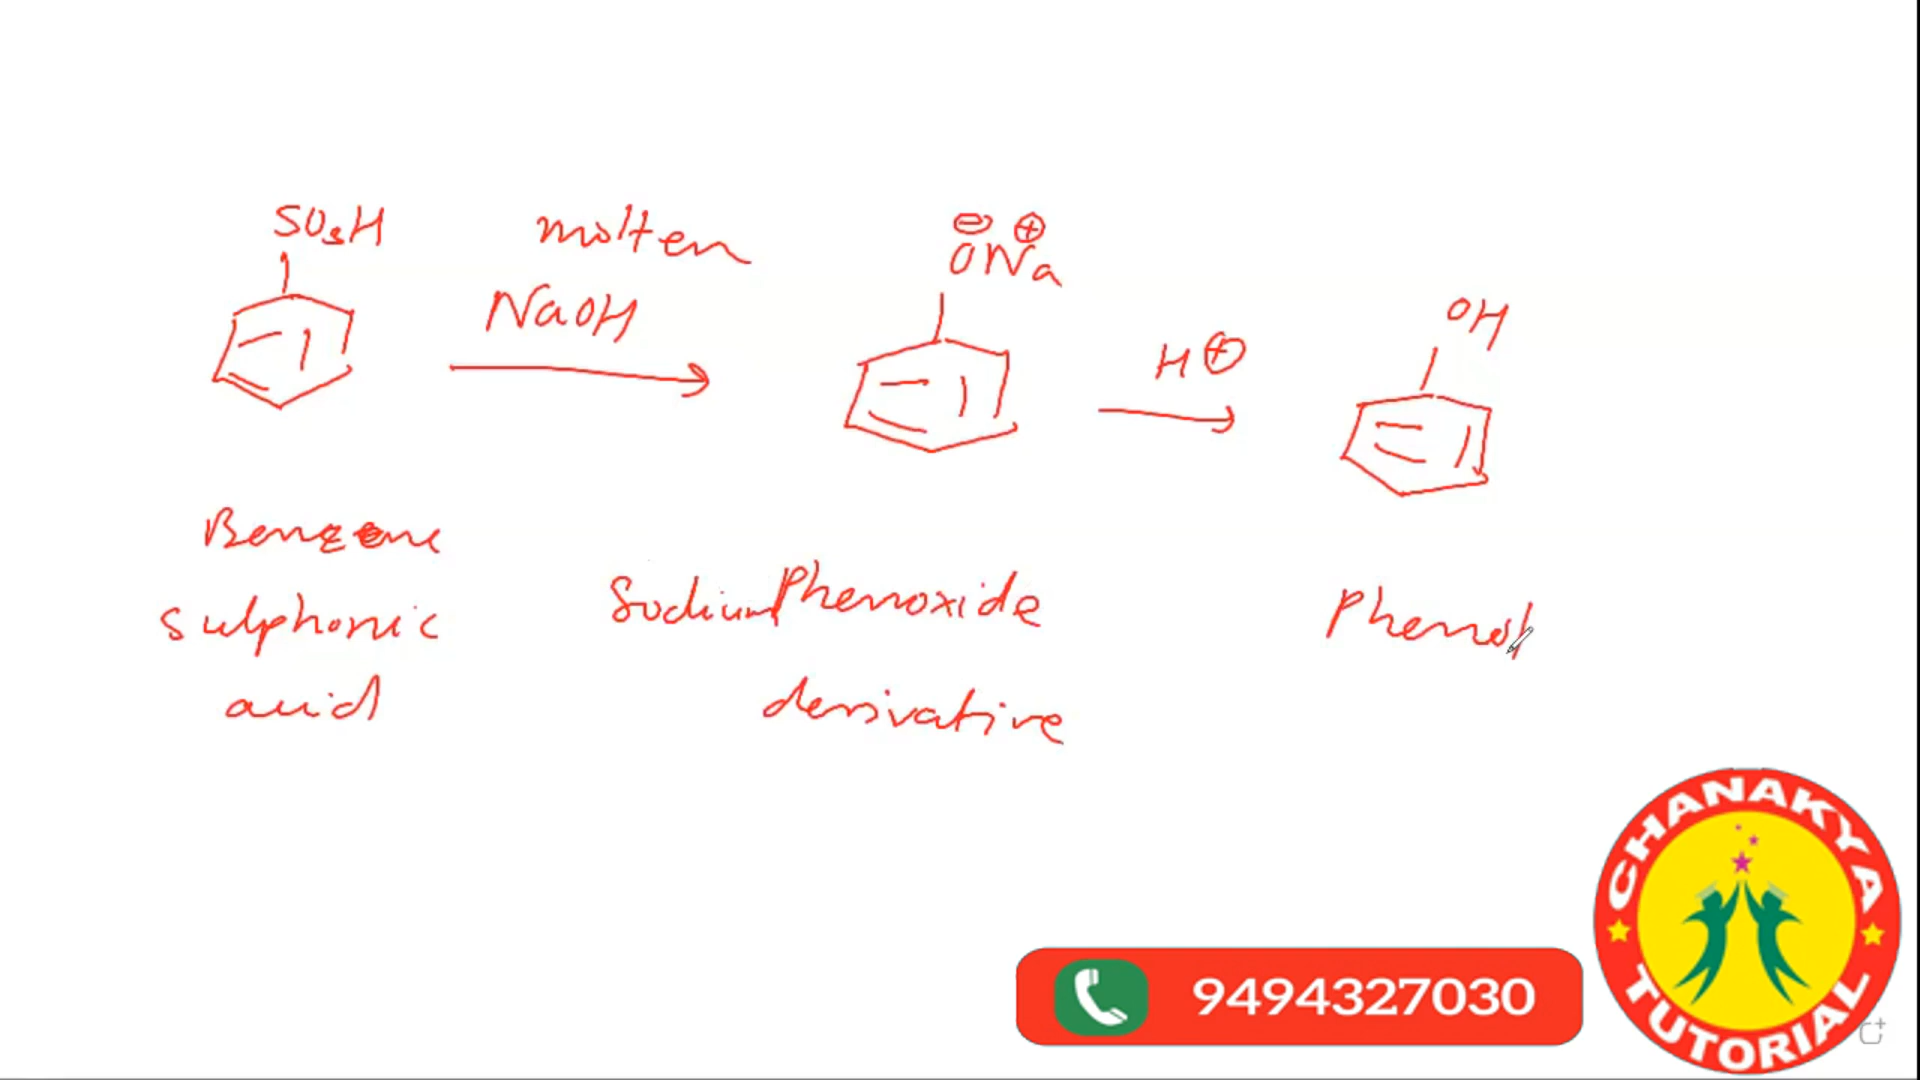 SO₃H
molten
NaOH
⊖ ⊕
ONa
H⊕
OH
Benzene
sulphonic
acid
Sodium Phenoxide
derivative
Phenol
9494327030
CHANAKYA
TUTORIAL